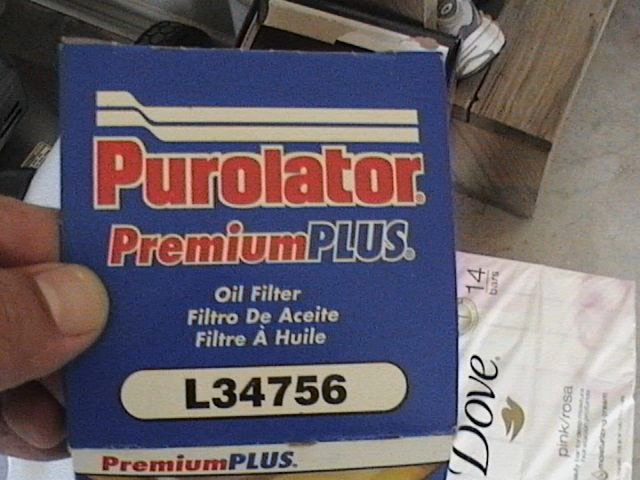 Purolator®
PremiumPLUS®
Oil Filter
Filtro De Aceite
Filtre À Huile
L34756
PremiumPLUS®
14
bars
Dove
pink/rosa